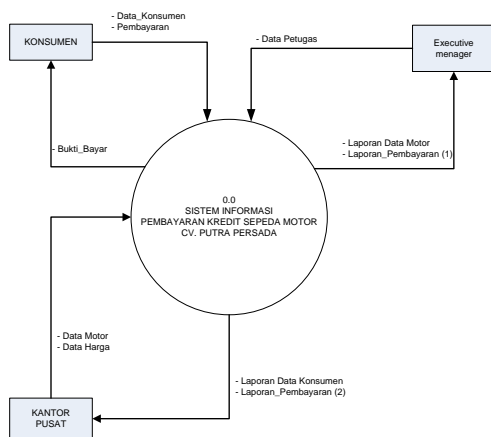 - Data_Konsumen
- Pembayaran
KONSUMEN
- Data Petugas
Executive
menager
- Bukti_Bayar
- Laporan Data Motor
- Laporan_Pembayaran (1)
0.0
SISTEM INFORMASI
PEMBAYARAN KREDIT SEPEDA MOTOR
CV. PUTRA PERSADA
- Data Motor
- Data Harga
- Laporan Data Konsumen
- Laporan_Pembayaran (2)
KANTOR
PUSAT